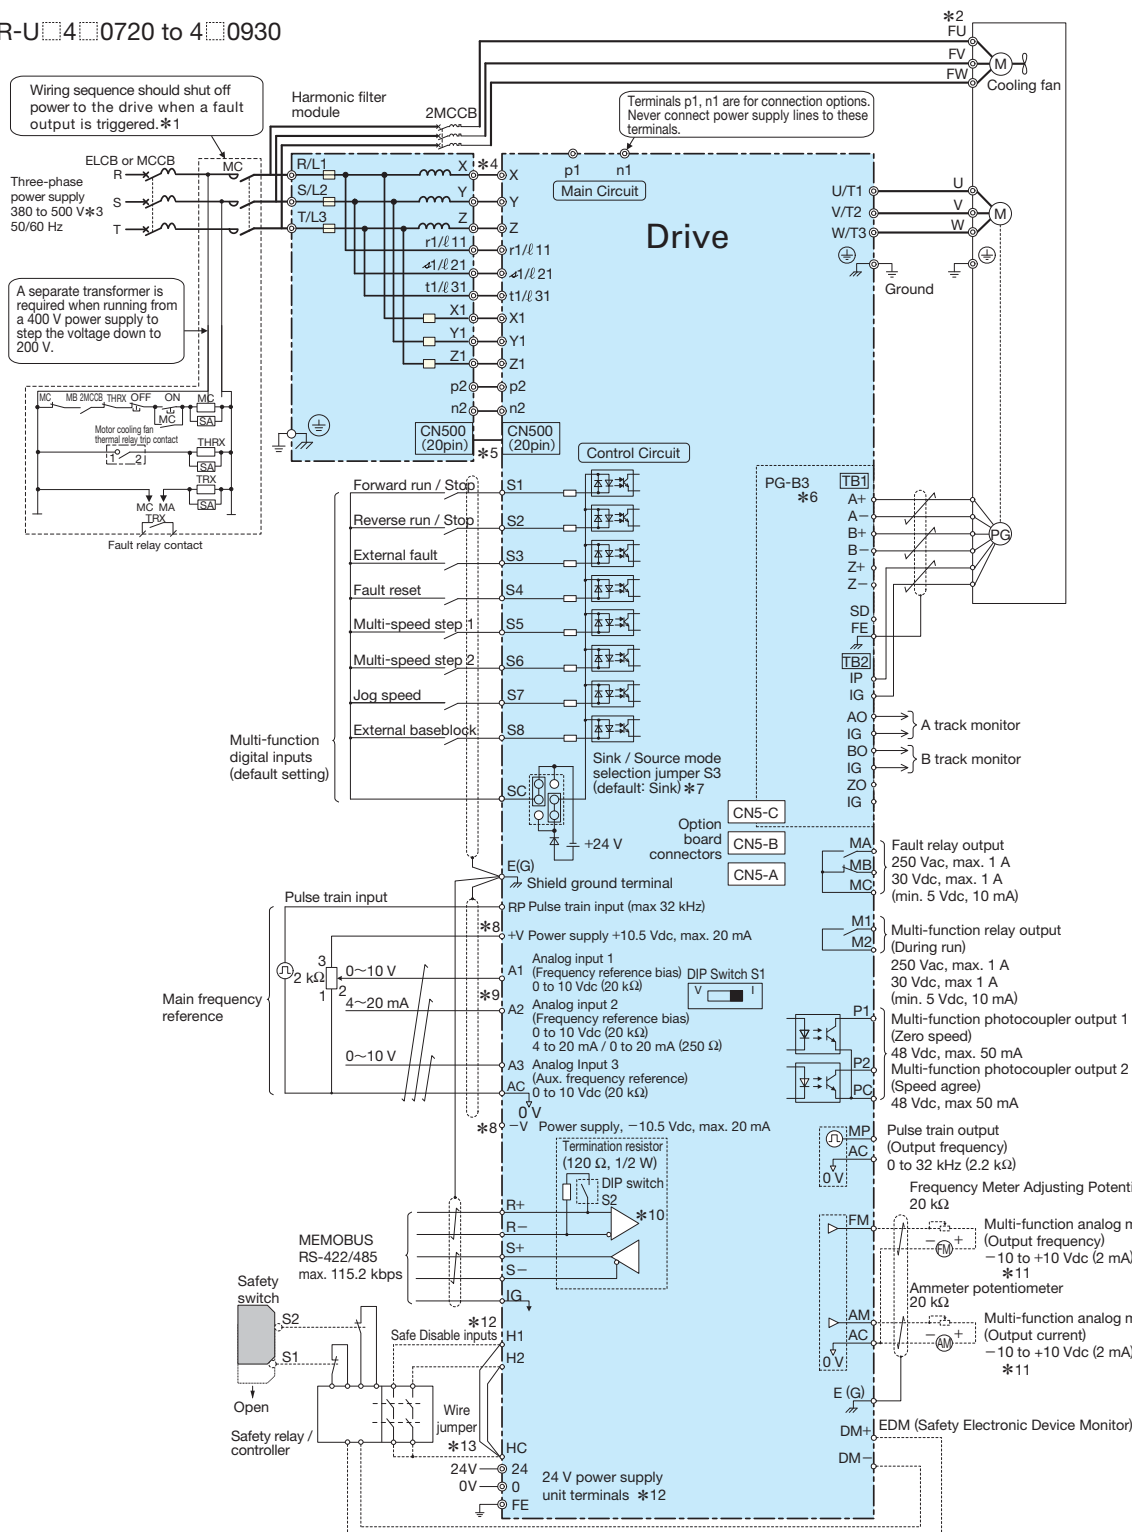 R-U□4□0720 to 4□0930
Wiring sequence should shut off
power to the drive when a fault
output is triggered.*1
Harmonic filter
module
2MCCB
Terminals p1, n1 are for connection options.
Never connect power supply lines to these
terminals.
*2
FU
FV
FW
M
Cooling fan
ELCB or MCCB
Three-phase
power supply
380 to 500 V*3
50/60 Hz
R
S
T
MC
R/L1
S/L2
T/L3
X
Y
Z
*4
X
Y
Z
r1/ℓ11
1/ℓ21
t1/ℓ31
X1
Y1
Z1
p2
n2
r1/ℓ11
1/ℓ21
t1/ℓ31
X1
Y1
Z1
p2
n2
CN500
(20pin)
CN500
(20pin)
*5
p1
n1
Main Circuit
Drive
U/T1
V/T2
W/T3
U
V
W
M
Ground
A separate transformer is
required when running from
a 400 V power supply to
step the voltage down to
200 V.
MC
MB
2MCCB
THRX
OFF
ON
MC
MC
SA
Motor cooling fan
thermal relay trip contact
1
2
THRX
SA
TRX
SA
MC
MA
TRX
Fault relay contact
Control Circuit
Forward run / Stop
S1
Reverse run / Stop
S2
External fault
S3
Fault reset
S4
Multi-speed step 1
S5
Multi-speed step 2
S6
Jog speed
S7
External baseblock
S8
Multi-function
digital inputs
(default setting)
SC
Sink / Source mode
selection jumper S3
(default: Sink)*7
+24 V
E(G)
Shield ground terminal
PG-B3
*6
TB1
A+
A−
B+
B−
Z+
Z−
SD
FE
PG
TB2
IP
IG
AO
IG
A track monitor
BO
IG
B track monitor
ZO
IG
Option
board
connectors
CN5-C
CN5-B
CN5-A
MA
MB
MC
Fault relay output
250 Vac, max. 1 A
30 Vdc, max. 1 A
(min. 5 Vdc, 10 mA)
M1
M2
Multi-function relay output
(During run)
250 Vac, max. 1 A
30 Vdc, max 1 A
(min. 5 Vdc, 10 mA)
P1
P2
PC
Multi-function photocoupler output 1
(Zero speed)
48 Vdc, max. 50 mA
Multi-function photocoupler output 2
(Speed agree)
48 Vdc, max 50 mA
Pulse train input
RP Pulse train input (max 32 kHz)
*8
+V Power supply +10.5 Vdc, max. 20 mA
Main frequency
reference
2 kΩ
3
2
1
0~10 V
*9
A1
Analog input 1
(Frequency reference bias)
0 to 10 Vdc (20 kΩ)
DIP Switch S1
V
I
4~20 mA
A2
Analog input 2
(Frequency reference bias)
0 to 10 Vdc (20 kΩ)
4 to 20 mA / 0 to 20 mA (250 Ω)
0~10 V
A3
Analog Input 3
(Aux. frequency reference)
0 to 10 Vdc (20 kΩ)
AC
0 V
*8
−V Power supply, −10.5 Vdc, max. 20 mA
MP
AC
0 V
Pulse train output
(Output frequency)
0 to 32 kHz (2.2 kΩ)
Termination resistor
(120 Ω, 1/2 W)
DIP switch
S2
*10
MEMOBUS
RS-422/485
max. 115.2 kbps
R+
R−
S+
S−
IG
Frequency Meter Adjusting Potenti
20 kΩ
FM
− FM +
Multi-function analog m
(Output frequency)
−10 to +10 Vdc (2 mA)
*11
Ammeter potentiometer
20 kΩ
AM
AC
− AM +
0 V
Multi-function analog m
(Output current)
−10 to +10 Vdc (2 mA)
*11
E (G)
Safety
switch
S2
S1
Open
Safety relay /
controller
*12
Safe Disable inputs
H1
H2
Wire
jumper
*13
HC
24V
24
0V
0
FE
24 V power supply
unit terminals *12
DM+
EDM (Safety Electronic Device Monitor)
DM−